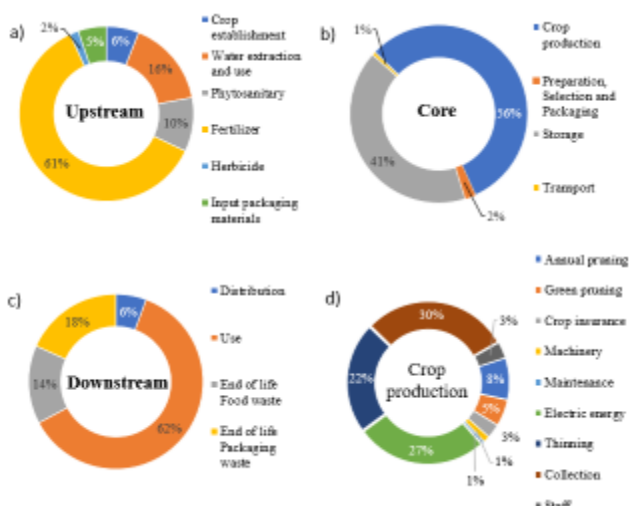 a)
2%
5%
6%
16%
10%
61%
Upstream
Crop
establishment
Water extraction
and use
Phytosanitary
Fertilizer
Herbicide
Input packaging
materials
b)
1%
56%
41%
2%
Core
Crop
production
Preparation,
Selection and
Packaging
Storage
Transport
c)
18%
6%
14%
62%
Downstream
Distribution
Use
End of life
Food waste
End of life
Packaging
waste
d)
30%
3%
8%
22%
3%
27%
1%
1%
Crop
production
Annual pruning
Green pruning
Crop insurance
Machinery
Maintenance
Electric energy
Thinning
Collection